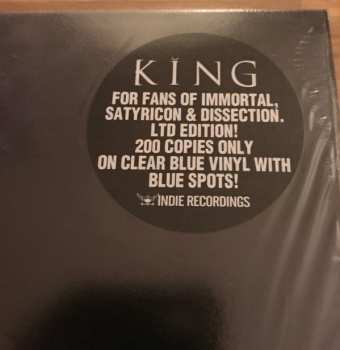 KING
FOR FANS OF IMMORTAL,
SATYRICON & DISSECTION.
LTD EDITION!
200 COPIES ONLY
ON CLEAR BLUE VINYL WITH
BLUE SPOTS!
INDIE RECORDINGS